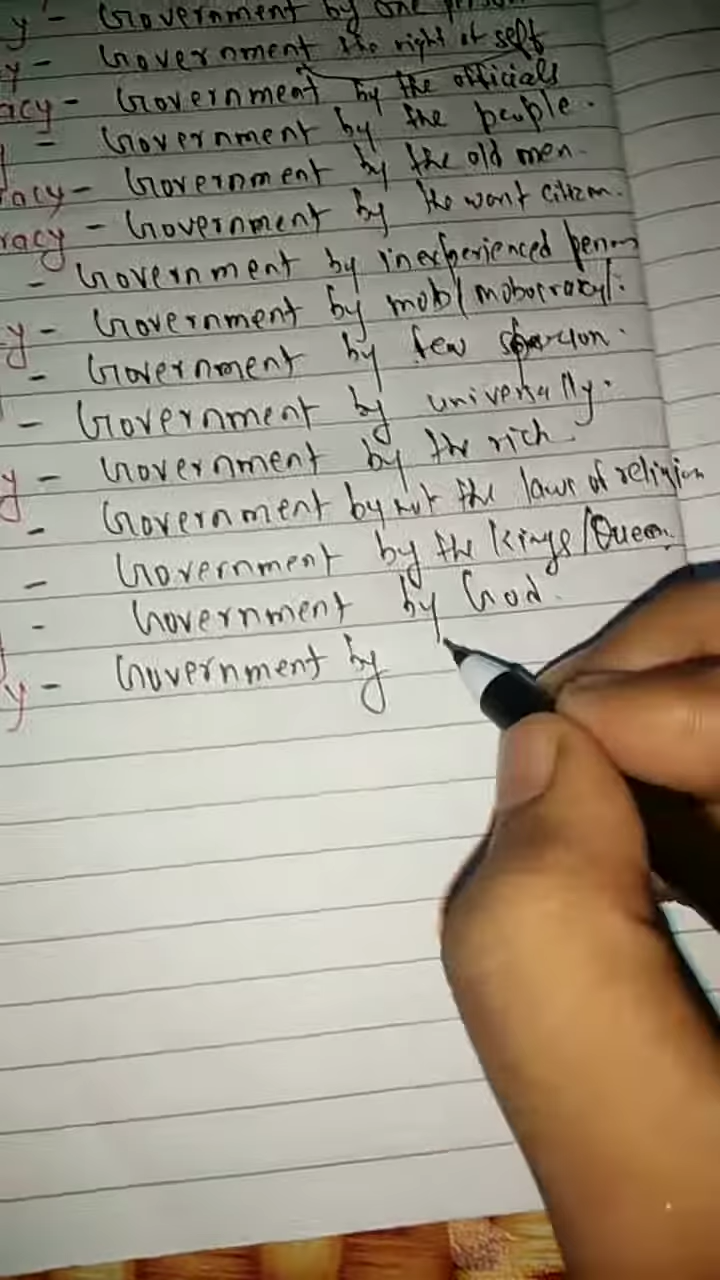 y - Government by one person
y - Government the right of self
acy - Government by the officials
- Government by the people.
racy - Government by the old men.
racy - Government by the worst citizen.
- Government by inexperienced person
y - Government by mob/mobocracy/.
- Government by few
- Government by universally.
y - Government by the rich
- Government by the laws of religion
- Government by the kings/Queen.
- Government by God.
y - Government by